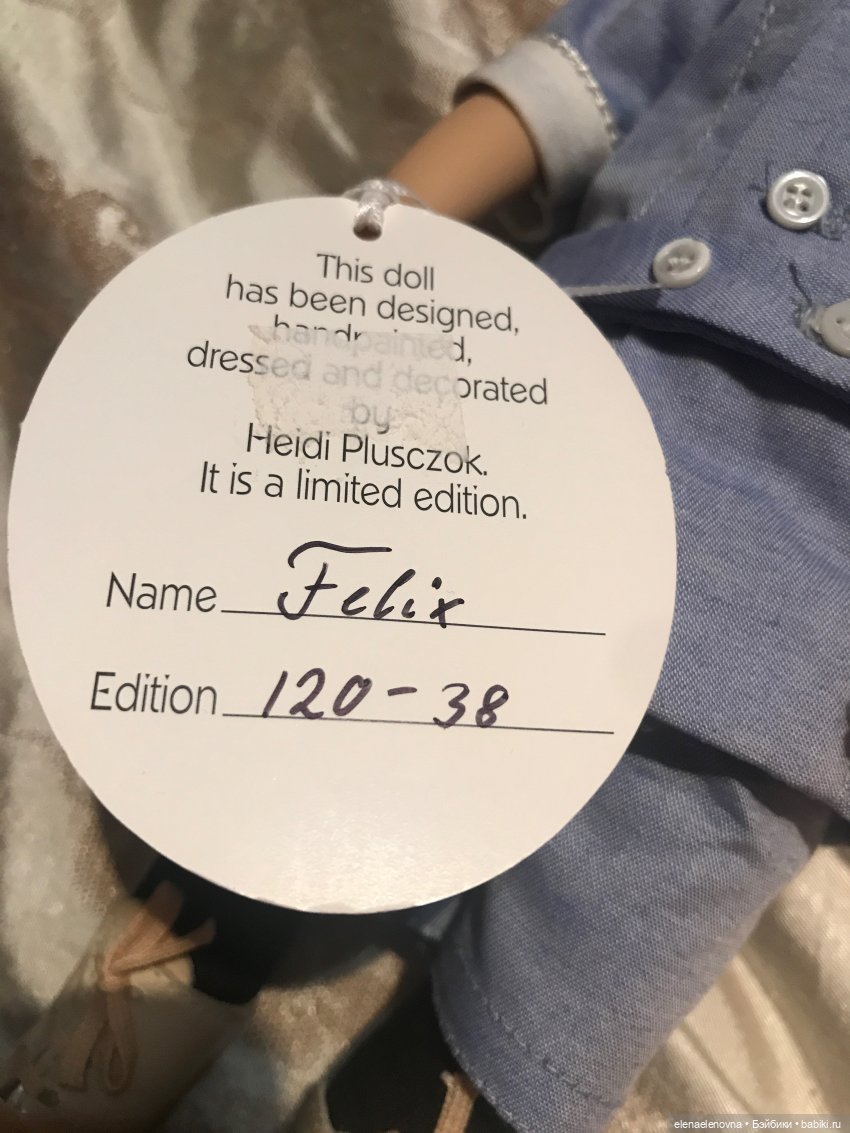 This doll
has been designed,
handpainted,
dressed and decorated
by
Heidi Plusczok.
It is a limited edition.
Name Felix
Edition 120-38
elenaelenovna • Бэйбики • babiki.ru